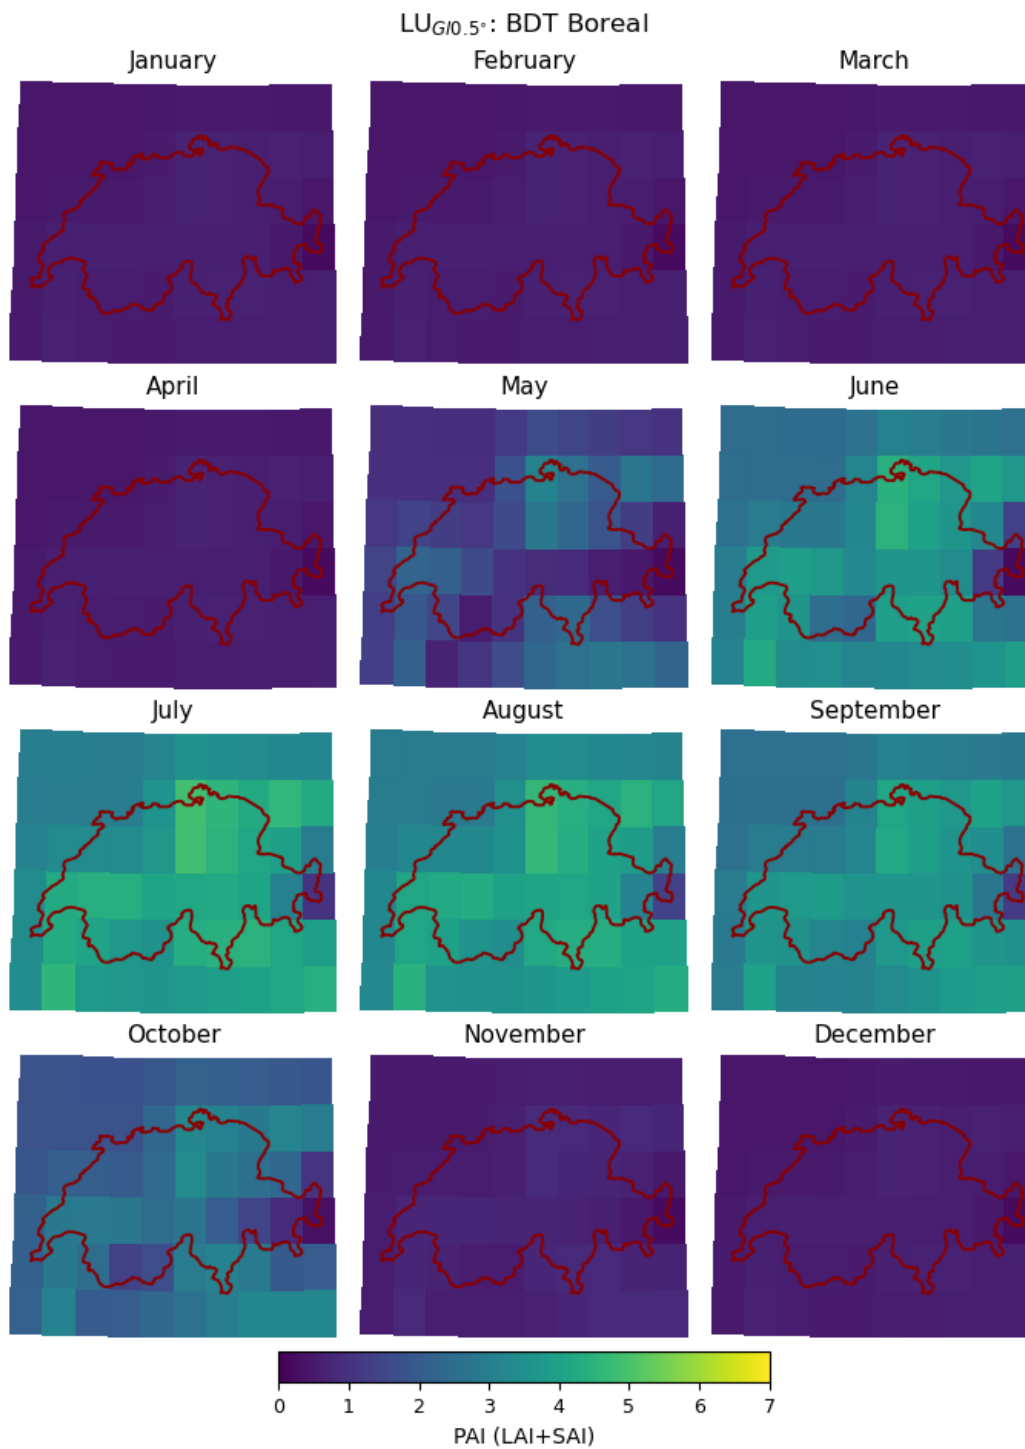 LU_{Gl0.5°}: BDT Boreal
January February March
April May June
July August September
October November December
0 1 2 3 4 5 6 7
PAI (LAI+SAI)